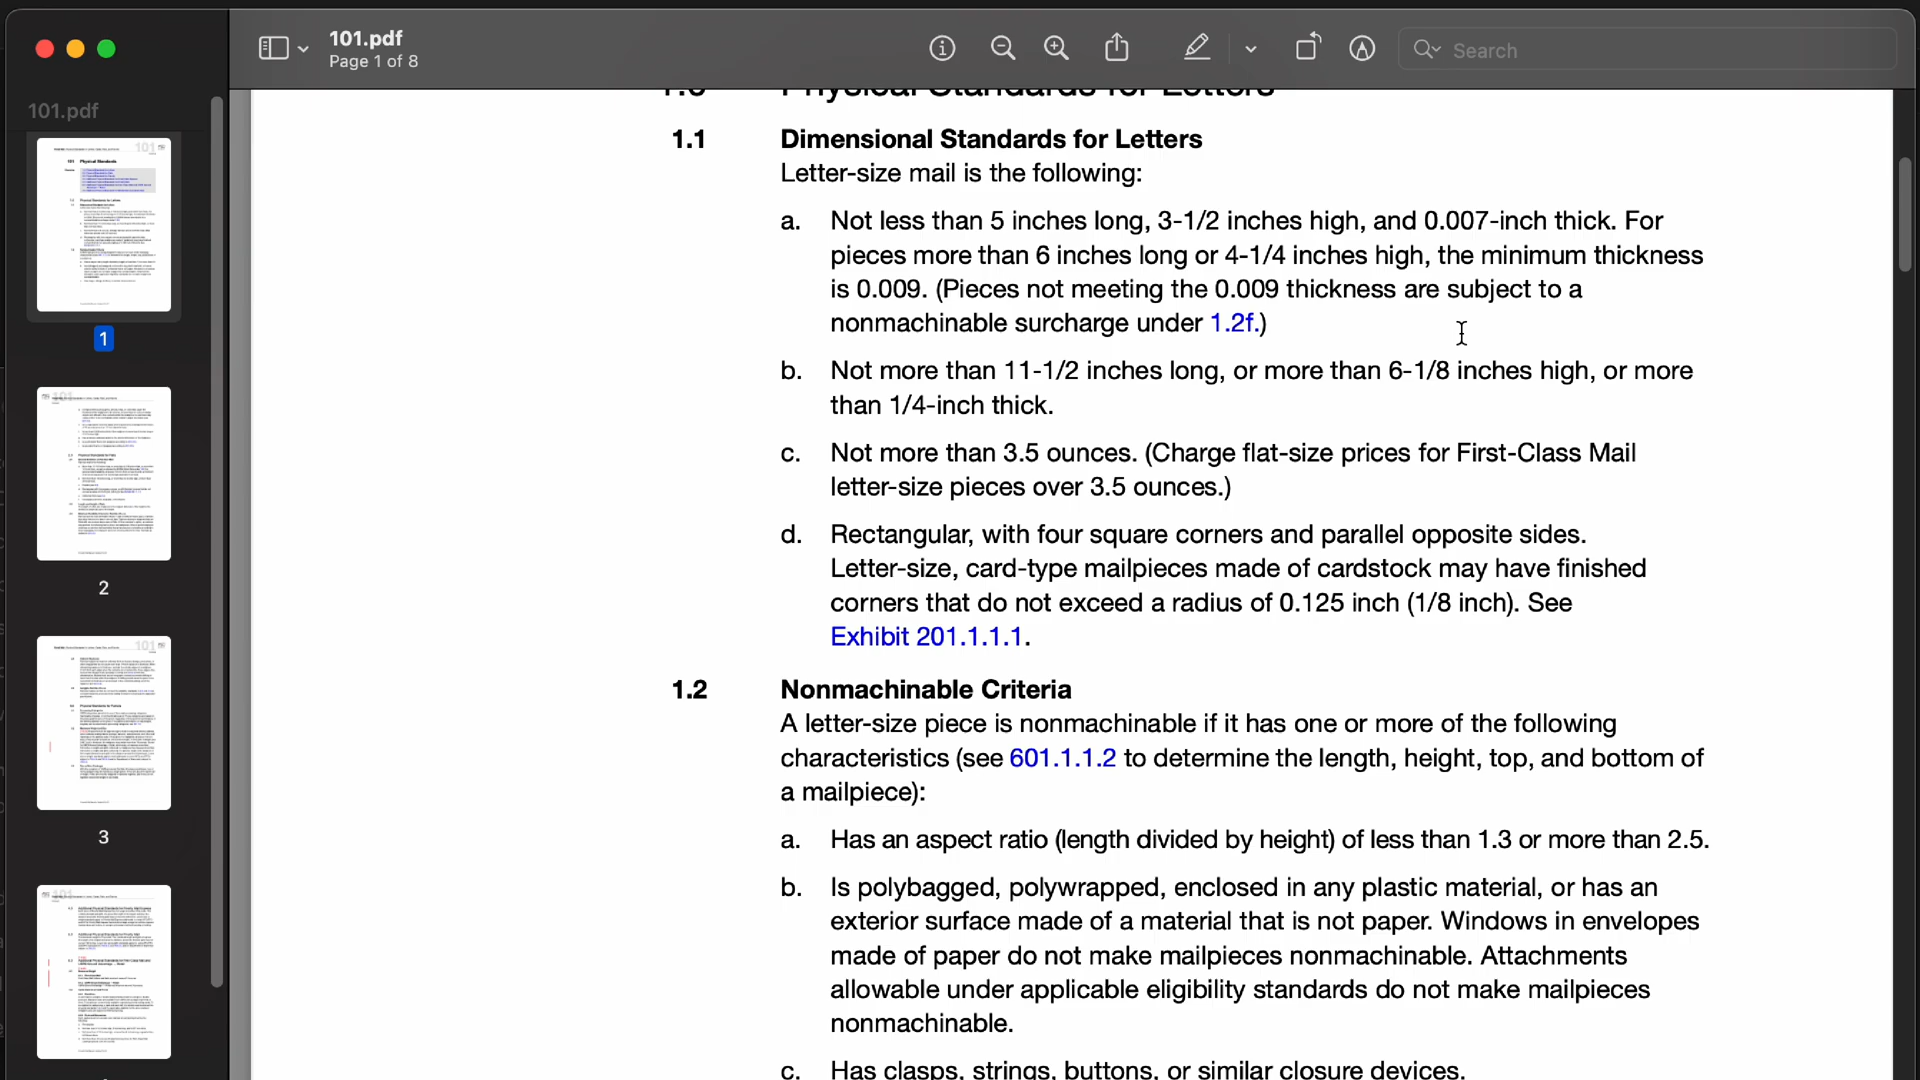 101.pdf
Page 1 of 8
Search
101.pdf
1
2
3
1.0 Physical Standards for Letters
1.1 Dimensional Standards for Letters
Letter-size mail is the following:
a. Not less than 5 inches long, 3-1/2 inches high, and 0.007-inch thick. For
pieces more than 6 inches long or 4-1/4 inches high, the minimum thickness
is 0.009. (Pieces not meeting the 0.009 thickness are subject to a
nonmachinable surcharge under 1.2f.)
b. Not more than 11-1/2 inches long, or more than 6-1/8 inches high, or more
than 1/4-inch thick.
c. Not more than 3.5 ounces. (Charge flat-size prices for First-Class Mail
letter-size pieces over 3.5 ounces.)
d. Rectangular, with four square corners and parallel opposite sides.
Letter-size, card-type mailpieces made of cardstock may have finished
corners that do not exceed a radius of 0.125 inch (1/8 inch). See
Exhibit 201.1.1.1.
1.2 Nonmachinable Criteria
A letter-size piece is nonmachinable if it has one or more of the following
characteristics (see 601.1.1.2 to determine the length, height, top, and bottom of
a mailpiece):
a. Has an aspect ratio (length divided by height) of less than 1.3 or more than 2.5.
b. Is polybagged, polywrapped, enclosed in any plastic material, or has an
exterior surface made of a material that is not paper. Windows in envelopes
made of paper do not make mailpieces nonmachinable. Attachments
allowable under applicable eligibility standards do not make mailpieces
nonmachinable.
c. Has clasps, strings, buttons, or similar closure devices.